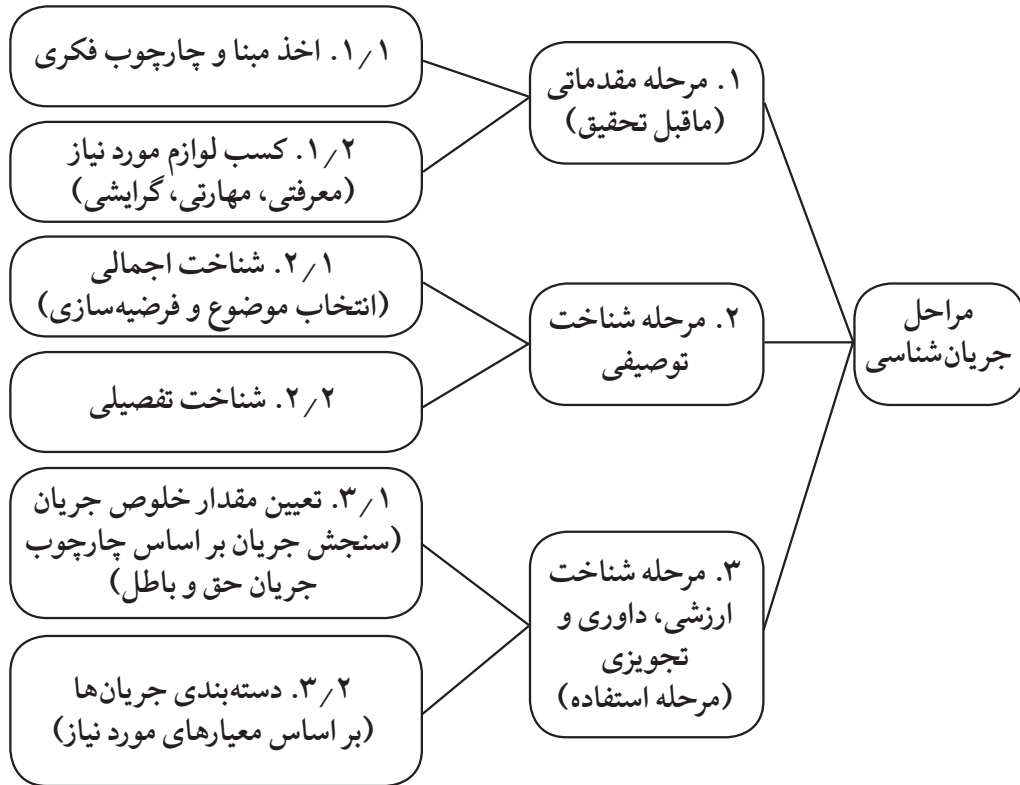 مراحل
جریان‌شناسی
۱. مرحله مقدماتی
(ماقبل تحقیق)
۱٫۱. اخذ مبنا و چارچوب فکری
۱٫۲. کسب لوازم مورد نیاز
(معرفتی، مهارتی، گرایشی)
۲. مرحله شناخت
توصیفی
۲٫۱. شناخت اجمالی
(انتخاب موضوع و فرضیه‌سازی)
۲٫۲. شناخت تفصیلی
۳. مرحله شناخت
ارزشی، داوری و
تجویزی
(مرحله استفاده)
۳٫۱. تعیین مقدار خلوص جریان
(سنجش جریان بر اساس چارچوب
جریان حق و باطل)
۳٫۲. دسته‌بندی جریان‌ها
(بر اساس معیارهای مورد نیاز)